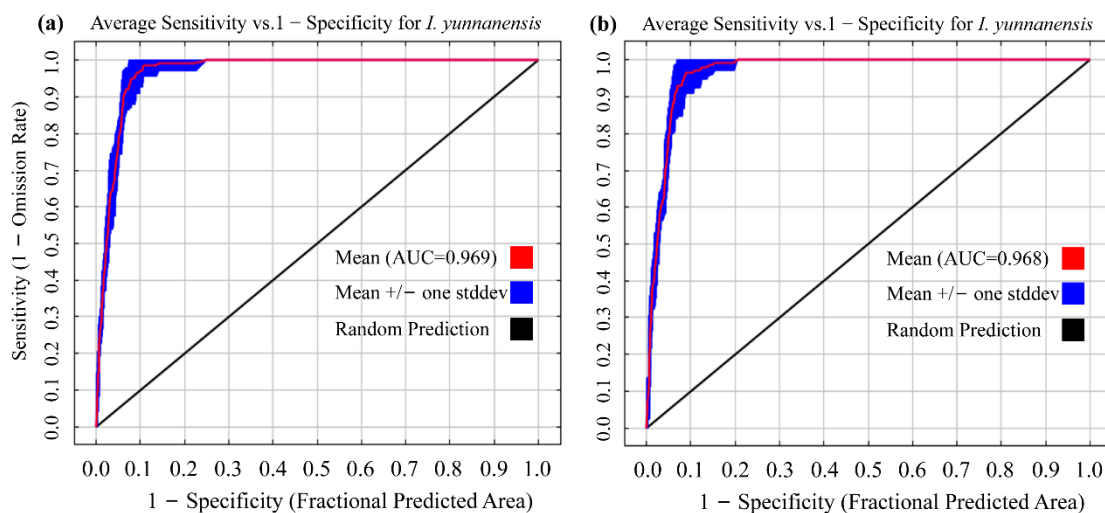 (a) Average Sensitivity vs.1 − Specificity for I. yunnanensis
Sensitivity (1 − Omission Rate)
1.0
0.9
0.8
0.7
0.6
0.5
0.4
0.3
0.2
0.1
0.0
Mean (AUC=0.969)
Mean +/− one stddev
Random Prediction
0.0 0.1 0.2 0.3 0.4 0.5 0.6 0.7 0.8 0.9 1.0
1 − Specificity (Fractional Predicted Area)
(b) Average Sensitivity vs.1 − Specificity for I. yunnanensis
1.0
0.9
0.8
0.7
0.6
0.5
0.4
0.3
0.2
0.1
0.0
Mean (AUC=0.968)
Mean +/− one stddev
Random Prediction
0.0 0.1 0.2 0.3 0.4 0.5 0.6 0.7 0.8 0.9 1.0
1 − Specificity (Fractional Predicted Area)